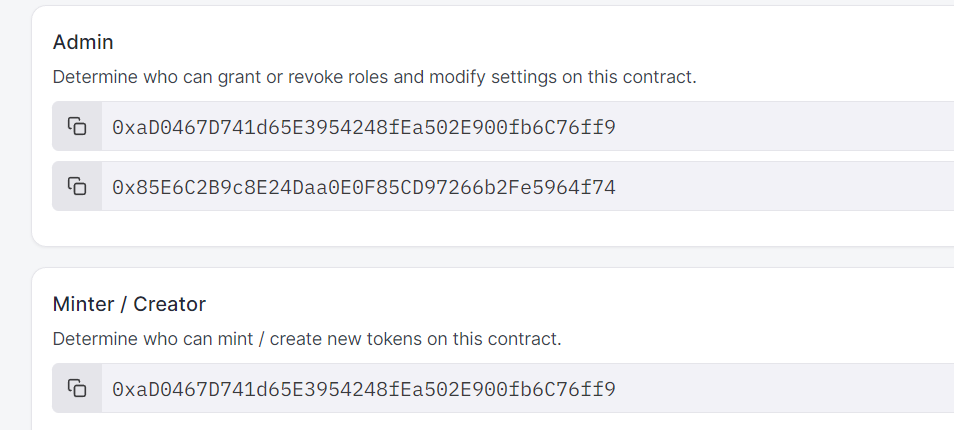 Admin
Determine who can grant or revoke roles and modify settings on this contract.
0xaD0467D741d65E3954248fEa502E900fb6C76ff9
0x85E6C2B9c8E24Daa0E0F85CD97266b2Fe5964f74
Minter / Creator
Determine who can mint / create new tokens on this contract.
0xaD0467D741d65E3954248fEa502E900fb6C76ff9